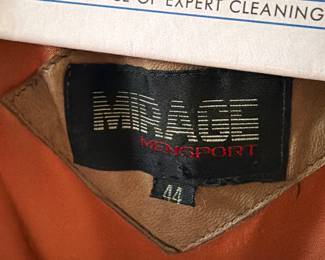 OF EXPERT CLEANING
MIRAGE
MENSPORT
44